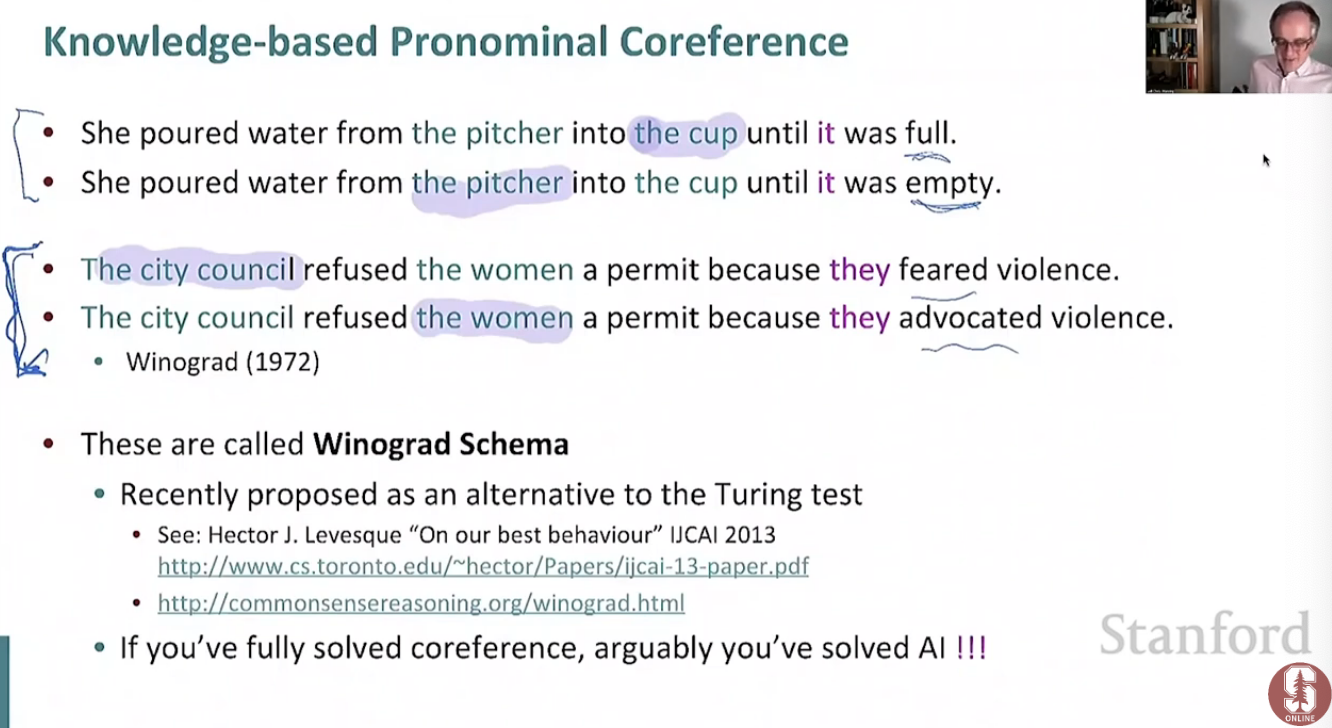 Knowledge-based Pronominal Coreference
• She poured water from the pitcher into the cup until it was full.
• She poured water from the pitcher into the cup until it was empty.
• The city council refused the women a permit because they feared violence.
• The city council refused the women a permit because they advocated violence.
• Winograd (1972)
• These are called Winograd Schema
• Recently proposed as an alternative to the Turing test
• See: Hector J. Levesque “On our best behaviour” IJCAI 2013
http://www.cs.toronto.edu/~hector/Papers/ijcai-13-paper.pdf
• http://commonsensereasoning.org/winograd.html
• If you’ve fully solved coreference, arguably you’ve solved AI !!!
Stanford
S
ONLINE